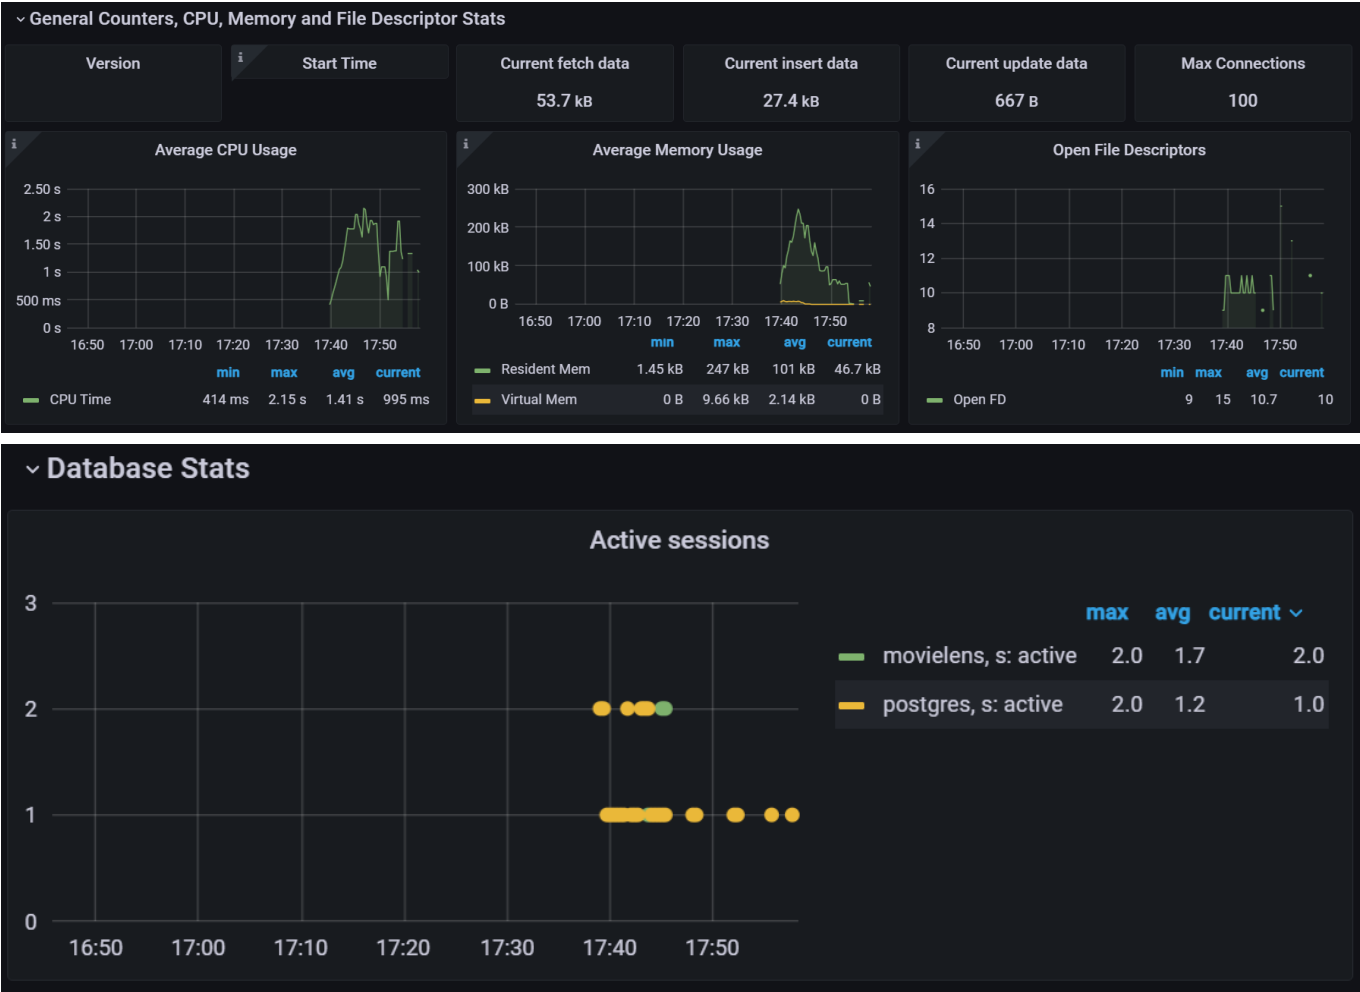 General Counters, CPU, Memory and File Descriptor Stats
Version
i
Start Time
Current fetch data
53.7 kB
Current insert data
27.4 kB
Current update data
667 B
Max Connections
100
i
Average CPU Usage
2.50 s
2 s
1.50 s
1 s
500 ms
0 s
16:50 17:00 17:10 17:20 17:30 17:40 17:50
min max avg current
CPU Time 414 ms 2.15 s 1.41 s 995 ms
i
Average Memory Usage
300 kB
200 kB
100 kB
0 B
16:50 17:00 17:10 17:20 17:30 17:40 17:50
min max avg current
Resident Mem 1.45 kB 247 kB 101 kB 46.7 kB
Virtual Mem 0 B 9.66 kB 2.14 kB 0 B
i
Open File Descriptors
16
14
12
10
8
16:50 17:00 17:10 17:20 17:30 17:40 17:50
min max avg current
Open FD 9 15 10.7 10
Database Stats
Active sessions
3
2
1
0
16:50 17:00 17:10 17:20 17:30 17:40 17:50
max avg current
movielens, s: active 2.0 1.7 2.0
postgres, s: active 2.0 1.2 1.0